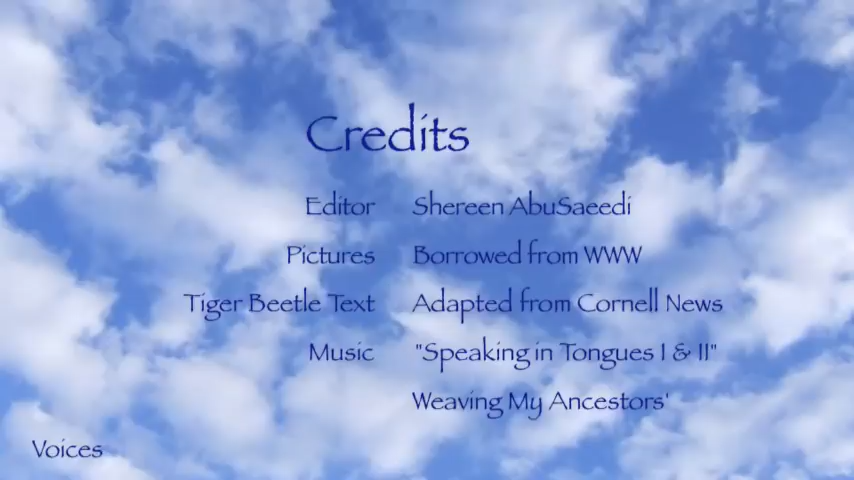 Credits
Editor Shereen AbuSaeedi
Pictures Borrowed from WWW
Tiger Beetle Text Adapted from Cornell News
Music "Speaking in Tongues I & II"
Weaving My Ancestors'
Voices